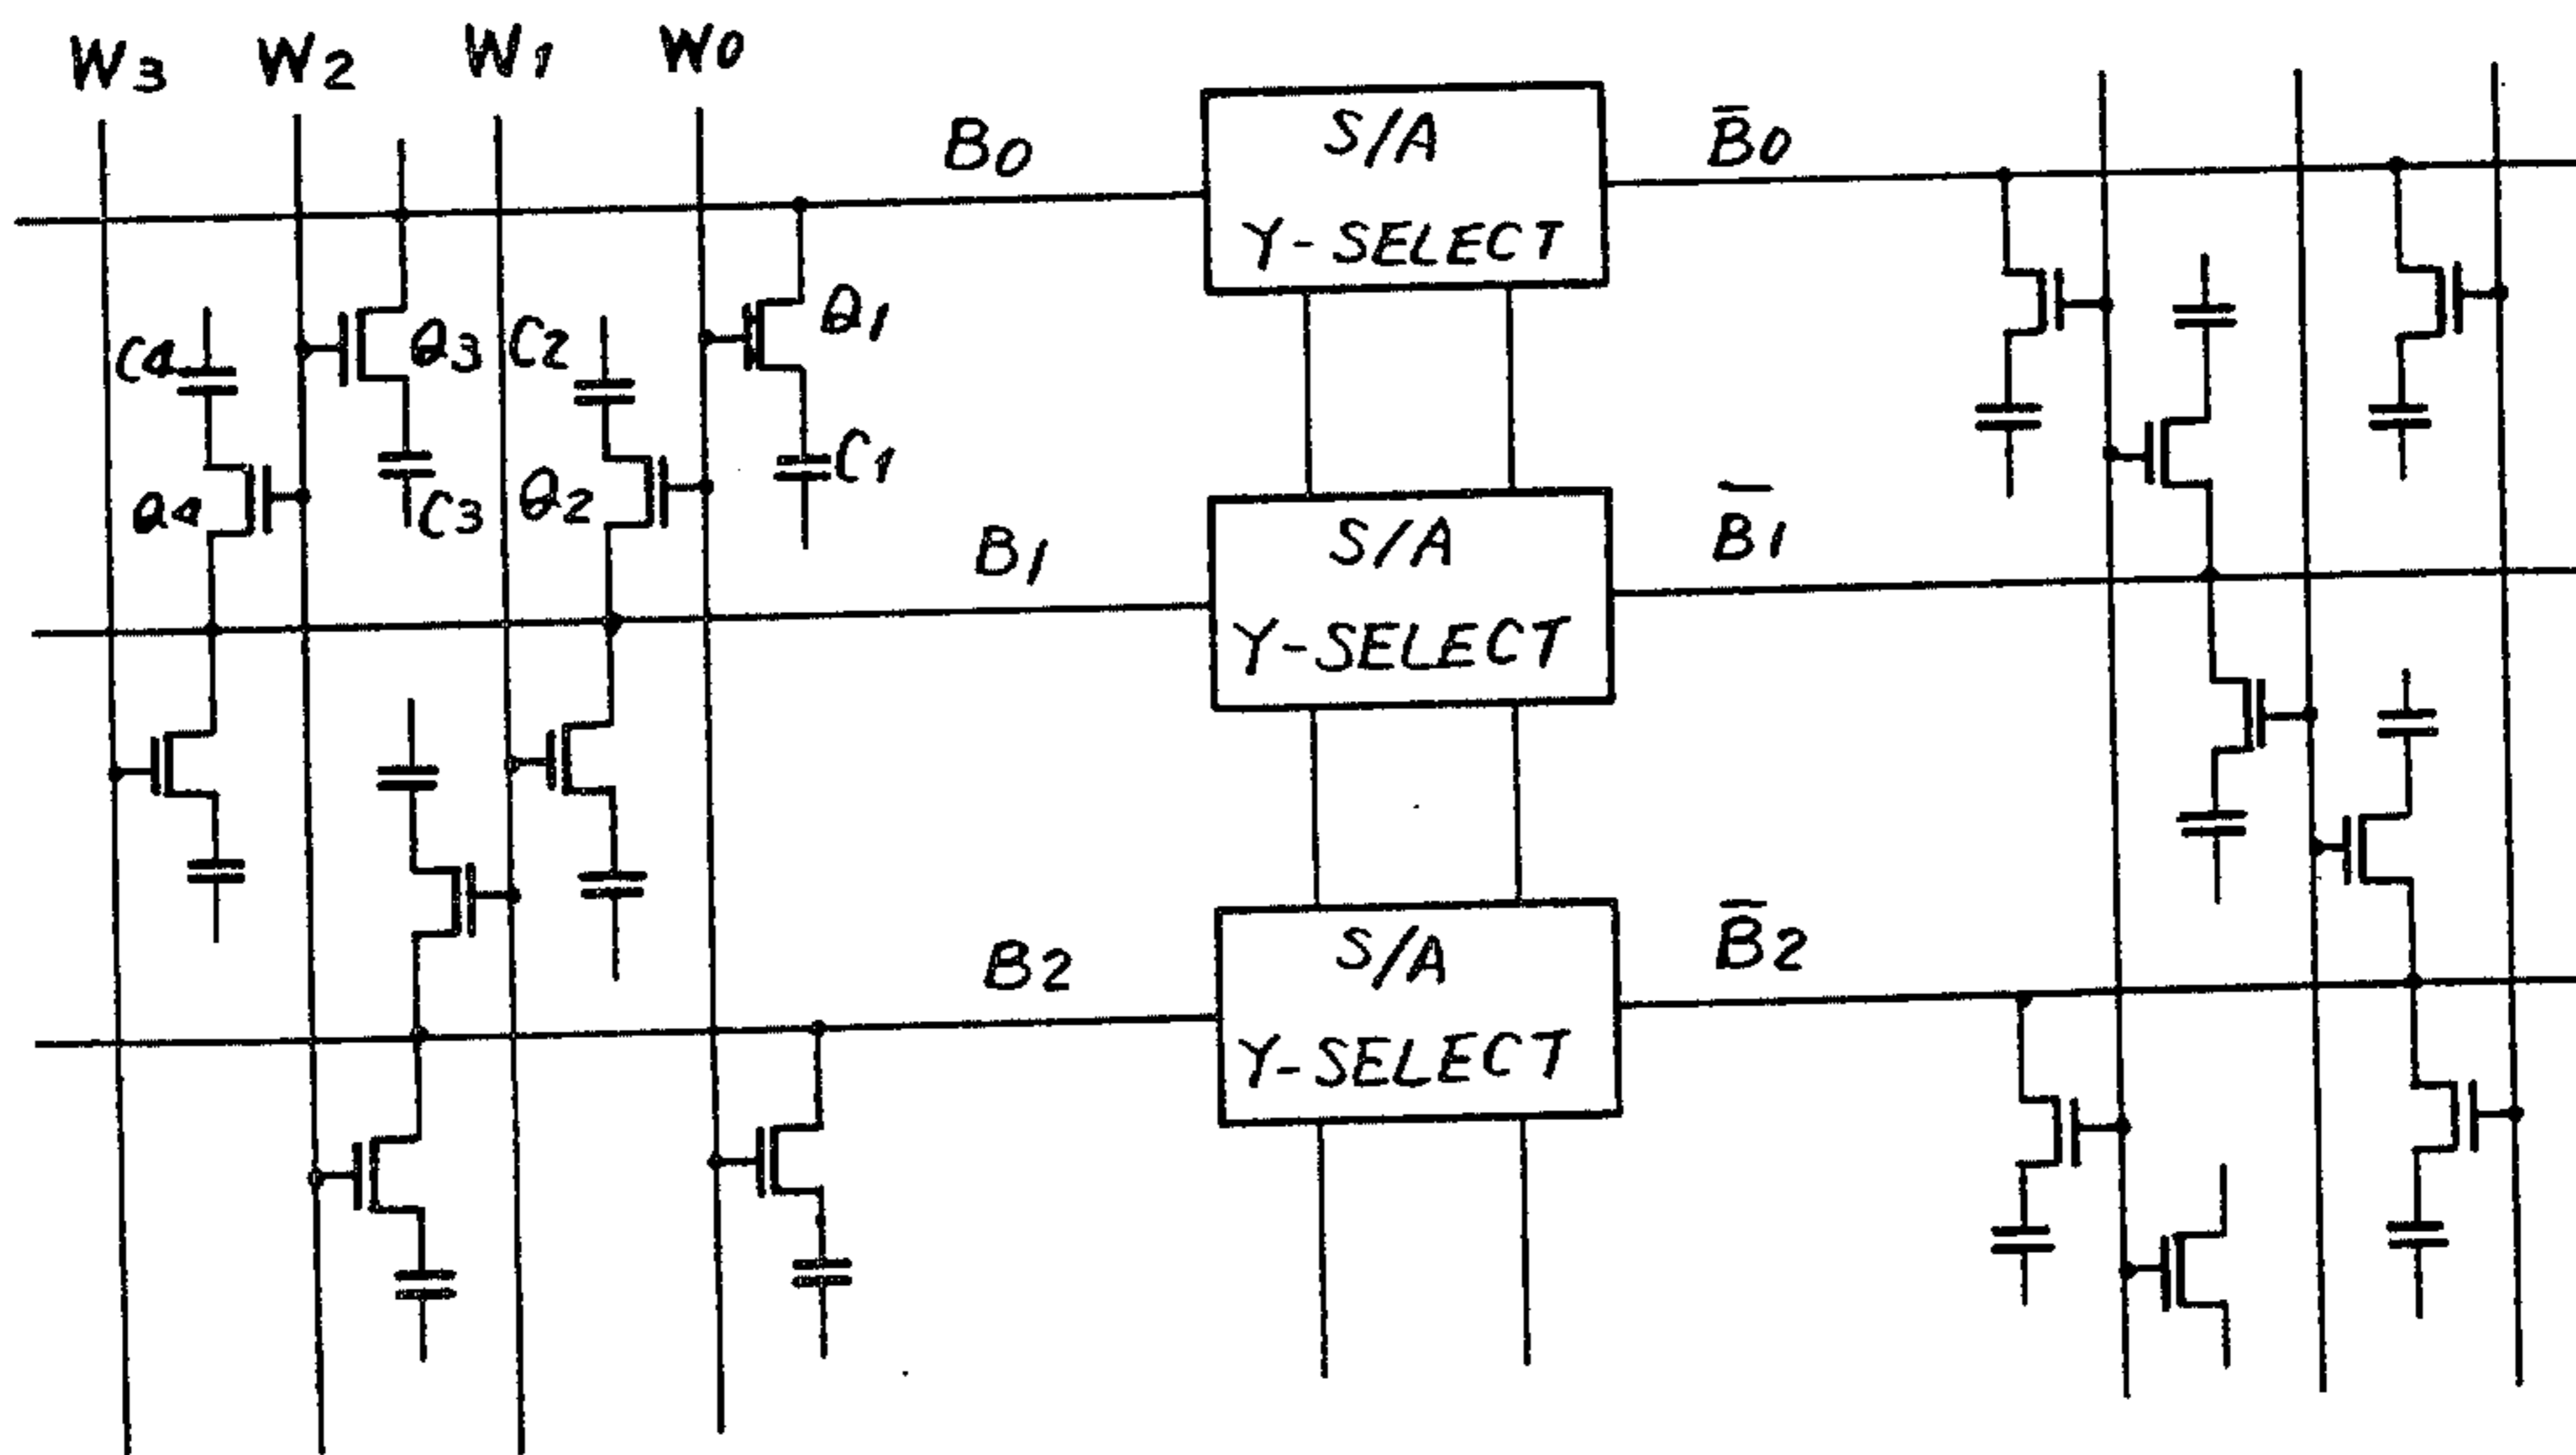 W3 W2 W1 W0
B0
S/A
Y-SELECT
B̄0
C4
Q3
C2
Q1
Q4
C3
Q2
C1
B1
S/A
Y-SELECT
B̄1
B2
S/A
Y-SELECT
B̄2